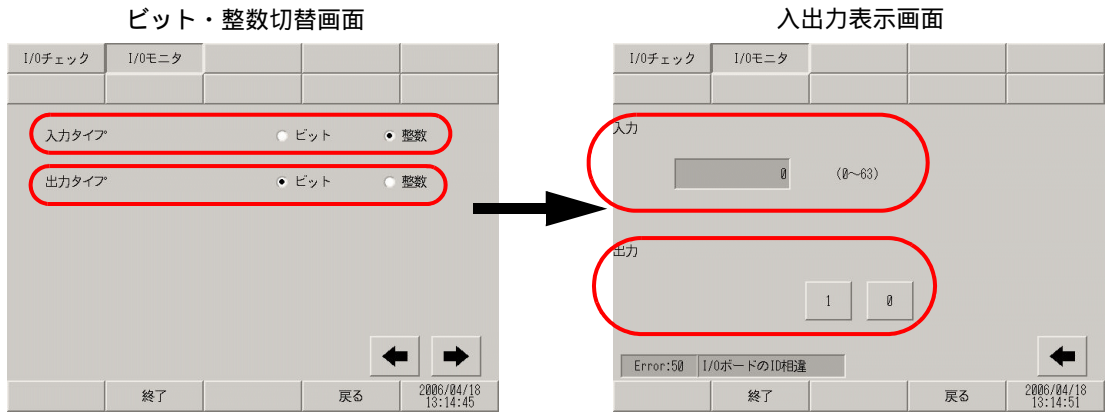 ビット・整数切替画面
I/Oチェック I/Oモニタ
入力タイプ ビット 整数
出力タイプ ビット 整数
終了 戻る 2006/04/18
13:14:45
入出力表示画面
I/Oチェック I/Oモニタ
入力
0 (0～63)
出力
1 0
Error:50 I/OボードのID相違
終了 戻る 2006/04/18
13:14:51